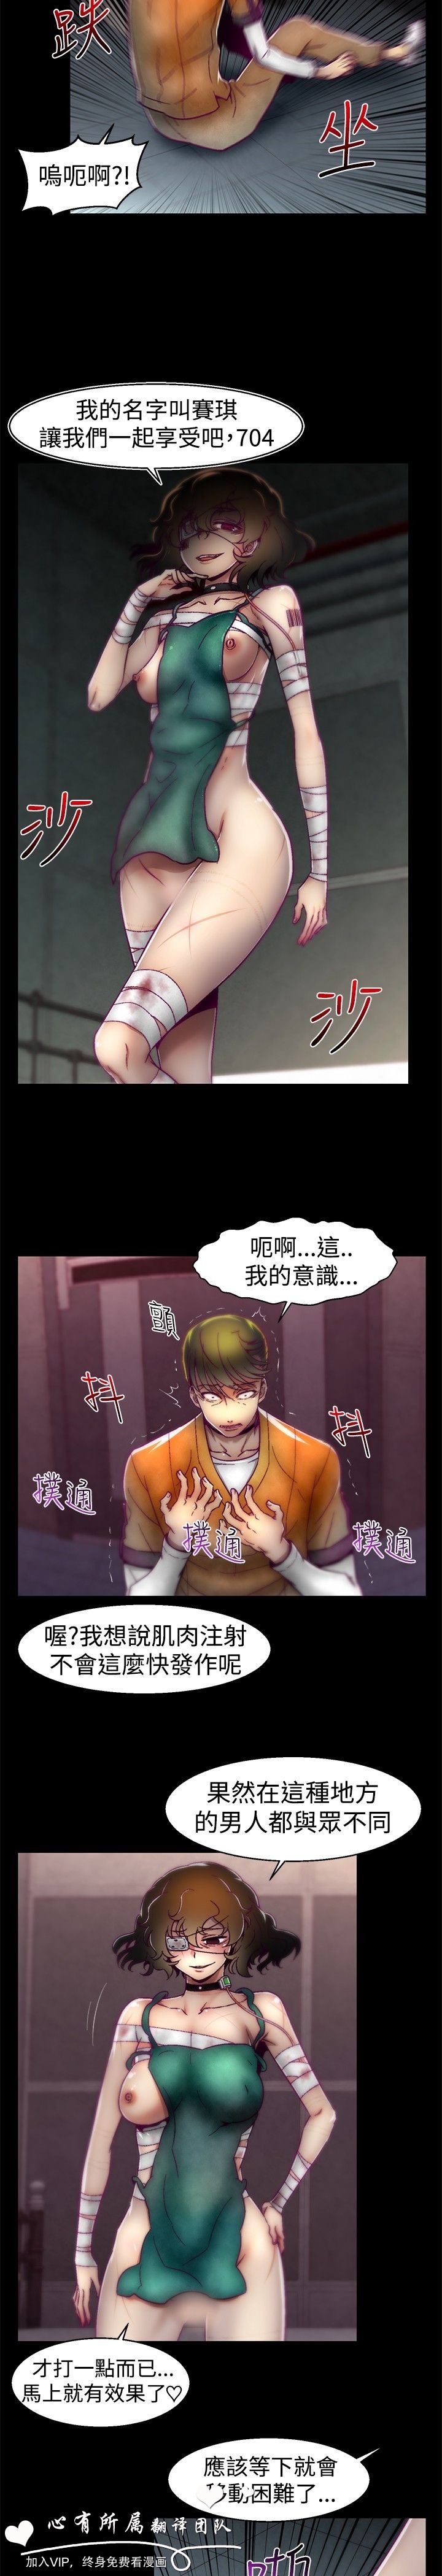 跌
坐
嗚呃啊?!
我的名字叫賽琪
讓我們一起享受吧，704
沙
沙
呃啊...這..
我的意識...
顫
抖
抖
撲通
撲通
撲通
喔?我想說肌肉注射
不會這麼快發作呢
果然在這種地方
的男人都與眾不同
才打一點而已...
馬上就有效果了♡
應該等下就會
動困難了...
心有所属翻译团队
加入VIP，终身免费看漫画